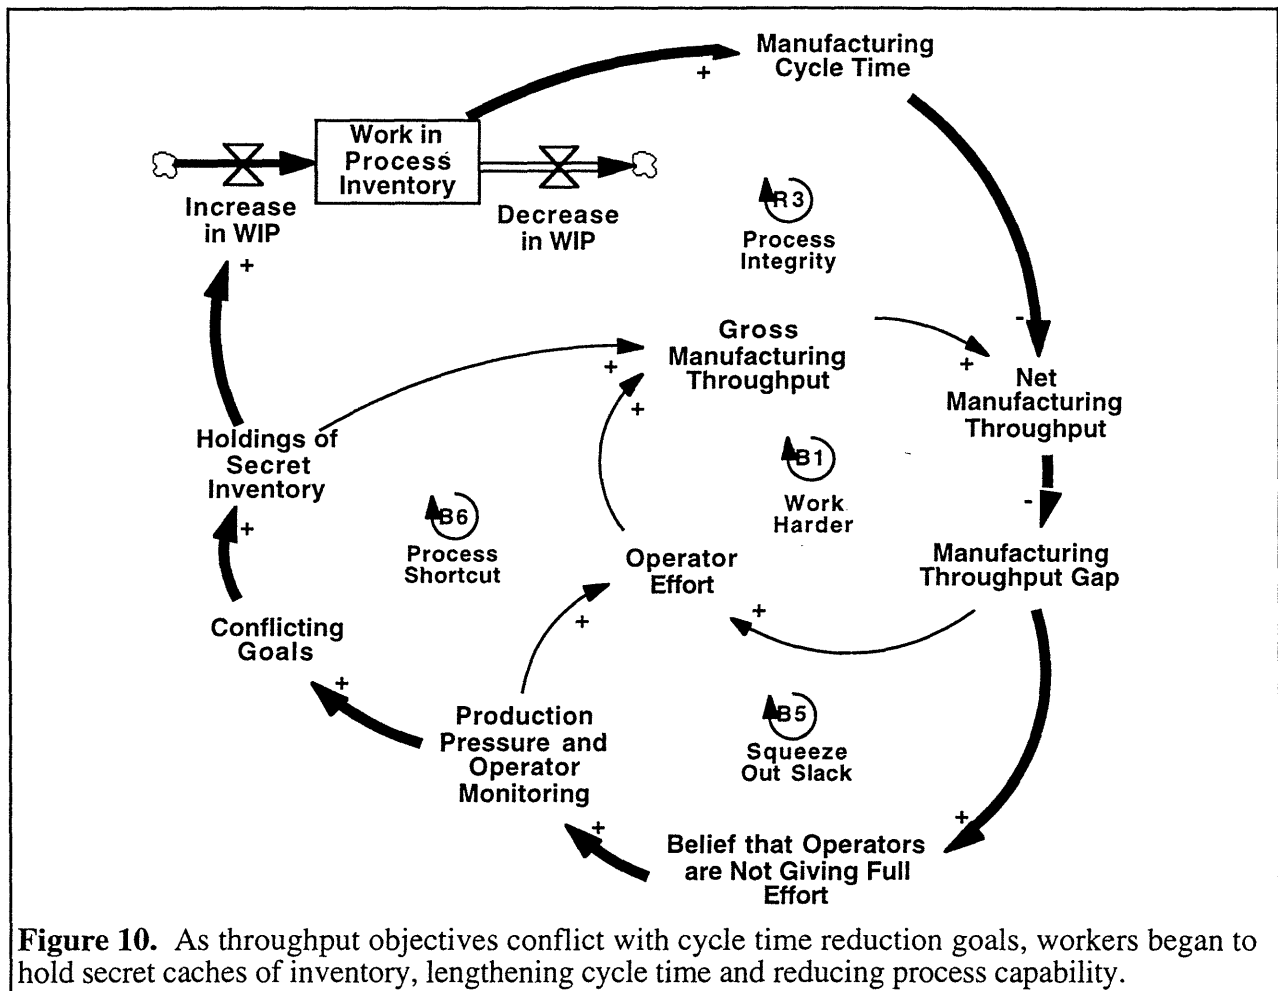 Manufacturing
Cycle Time
+
Work in
Process
Inventory
Increase
in WIP
Decrease
in WIP
+
R3
Process
Integrity
Gross
Manufacturing
Throughput
+
+
-
+
Net
Manufacturing
Throughput
Holdings of
Secret
Inventory
B1
Work
Harder
-
+
B6
Process
Shortcut
Operator
Effort
Manufacturing
Throughput Gap
+
+
Conflicting
Goals
+
Production
Pressure and
Operator
Monitoring
B5
Squeeze
Out Slack
+
+
Belief that Operators
are Not Giving Full
Effort
Figure 10. As throughput objectives conflict with cycle time reduction goals, workers began to
hold secret caches of inventory, lengthening cycle time and reducing process capability.